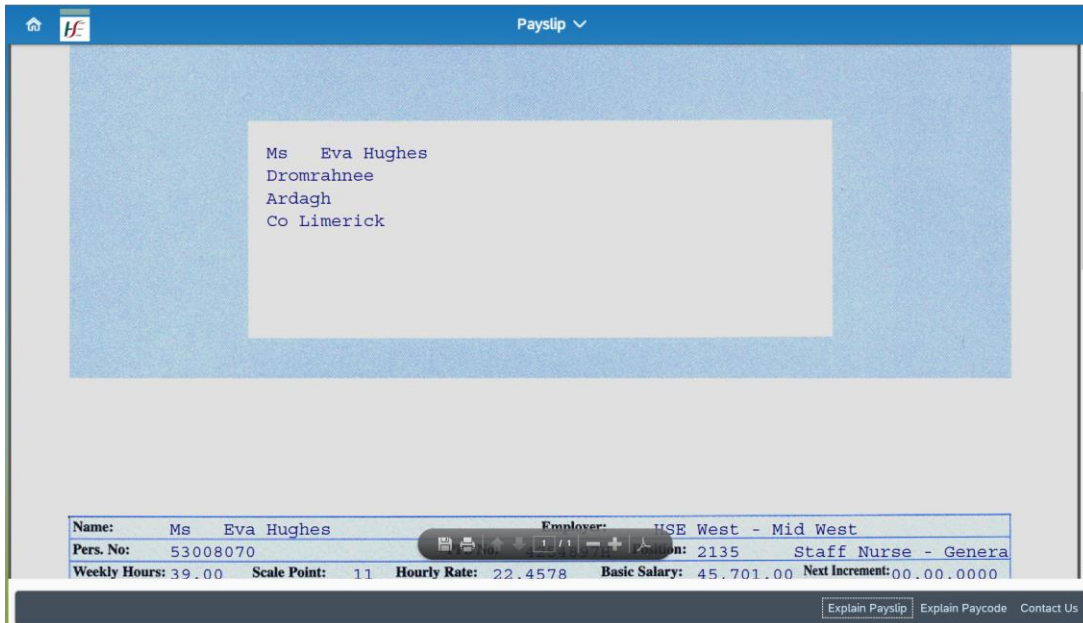 HE
Payslip
Ms Eva Hughes
Dromrahnee
Ardagh
Co Limerick
Name: Ms Eva Hughes Employer: HSE West - Mid West
Pers. No: 53008070 1 / 1 2135 Staff Nurse - Genera
Weekly Hours: 39.00 Scale Point: 11 Hourly Rate: 22.4578 Basic Salary: 45,701.00 Next Increment: 00.00.0000
Explain Payslip Explain Paycode Contact Us